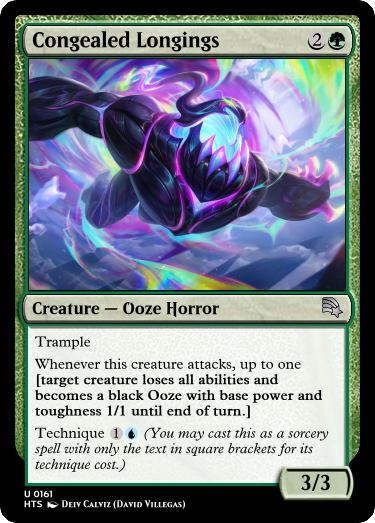 Congealed Longings 2
Creature — Ooze Horror
Trample
Whenever this creature attacks, up to one
[target creature loses all abilities and
becomes a black Ooze with base power and
toughness 1/1 until end of turn.]
Technique 1 (You may cast this as a sorcery
spell with only the text in square brackets for its
technique cost.)
3/3
U 0161
HTS Deiv Calviz (David Villegas)